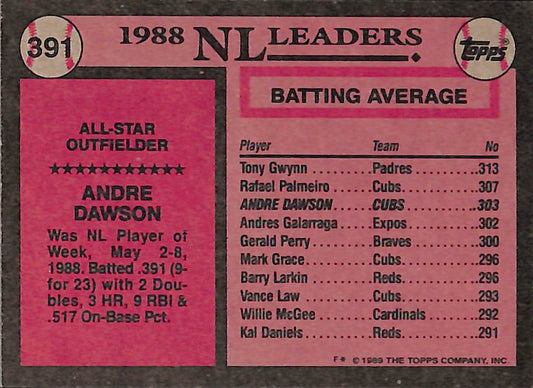 391
1988 NL LEADERS
Topps®
ALL-STAR
OUTFIELDER
★★★★★★★★★★★
ANDRE
DAWSON
Was NL Player of
Week, May 2-8,
1988. Batted .391 (9-
for 23) with 2 Dou-
bles, 3 HR, 9 RBI &
.517 On-Base Pct.
BATTING AVERAGE
Player Team No
Tony Gwynn..........Padres..........313
Rafael Palmeiro......Cubs............307
ANDRE DAWSON....CUBS..........303
Andres Galarraga....Expos..........302
Gerald Perry..........Braves..........300
Mark Grace...........Cubs............296
Barry Larkin..........Reds............296
Vance Law...........Cubs............293
Willie McGee........Cardinals.......292
Kal Daniels...........Reds............291
F* © 1989 THE TOPPS COMPANY, INC.